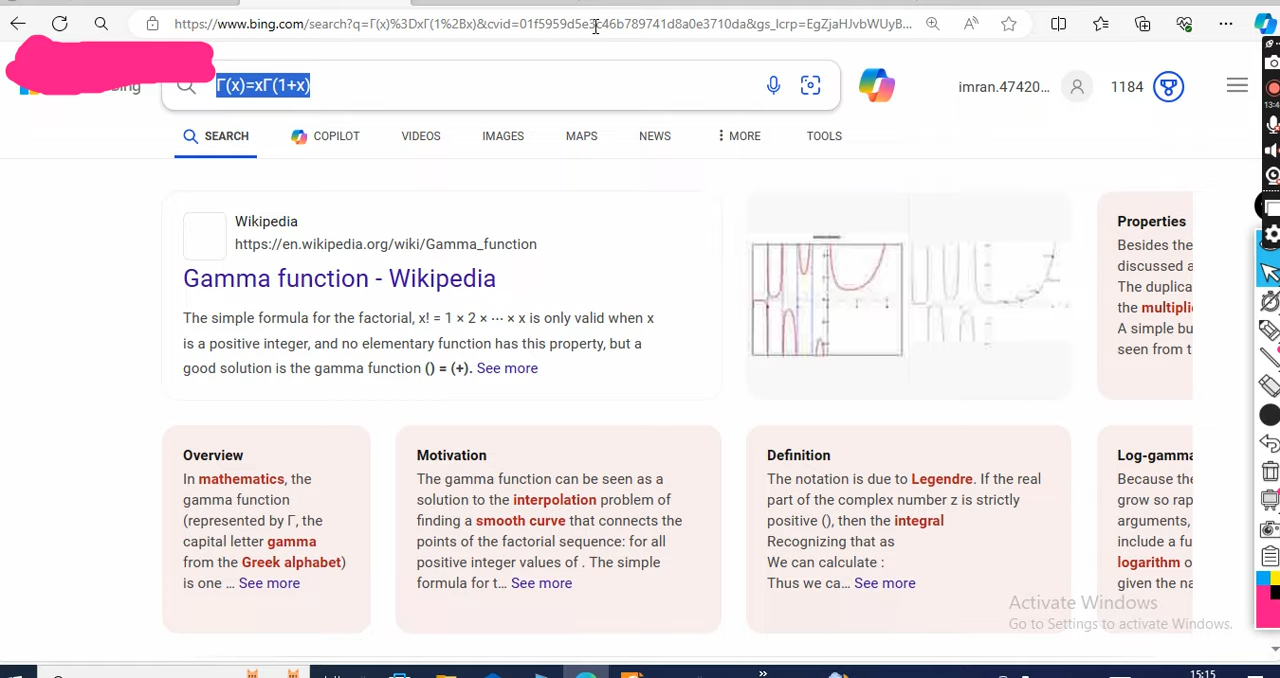 https://www.bing.com/search?q=Γ(x)%3DxΓ(1%2Bx)&cvid=01f5959d5e3c46b789741d8a0e3710da&gs_lcrp=EgZjaHJvbWUyB...
Γ(x)=xΓ(1+x)
imran.47420...
1184
SEARCH
COPILOT
VIDEOS
IMAGES
MAPS
NEWS
MORE
TOOLS
Wikipedia
https://en.wikipedia.org/wiki/Gamma_function
Gamma function - Wikipedia
The simple formula for the factorial, x! = 1 × 2 × ⋯ × x is only valid when x
is a positive integer, and no elementary function has this property, but a
good solution is the gamma function () = (+). See more
Properties
Besides the
discussed a
The duplica
the multiplic
A simple bu
seen from t
Overview
In mathematics, the
gamma function
(represented by Γ, the
capital letter gamma
from the Greek alphabet)
is one ... See more
Motivation
The gamma function can be seen as a
solution to the interpolation problem of
finding a smooth curve that connects the
points of the factorial sequence: for all
positive integer values of . The simple
formula for t... See more
Definition
The notation is due to Legendre. If the real
part of the complex number z is strictly
positive (), then the integral
Recognizing that as
We can calculate :
Thus we ca... See more
Log-gamma
Because the
grow so rap
arguments,
include a fu
logarithm o
given the na
Activate Windows
Go to Settings to activate Windows.
15:15